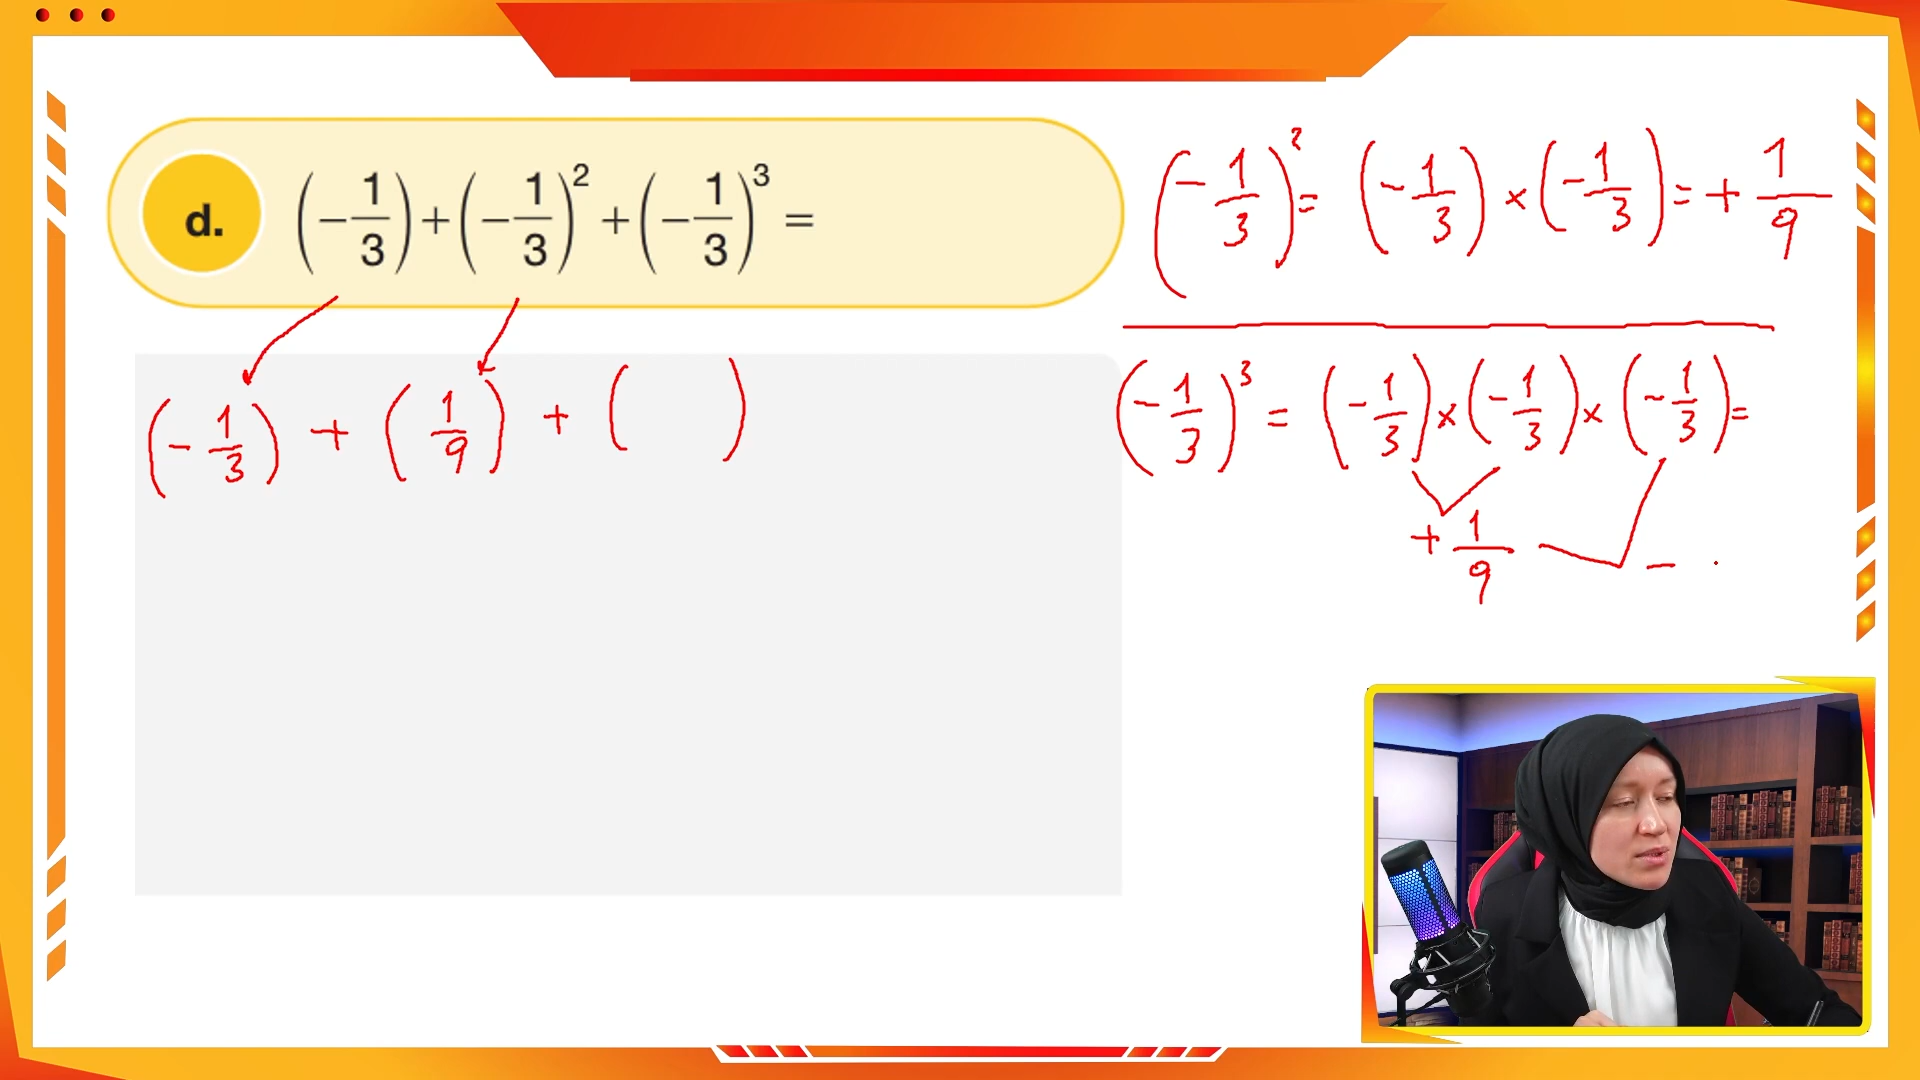 d. (-1/3) + (-1/3)² + (-1/3)³ =
(-1/3) + (1/9) + ( )
(-1/3)² = (-1/3) × (-1/3) = + 1/9
(-1/3)³ = (-1/3) × (-1/3) × (-1/3) =
+ 1/9 -